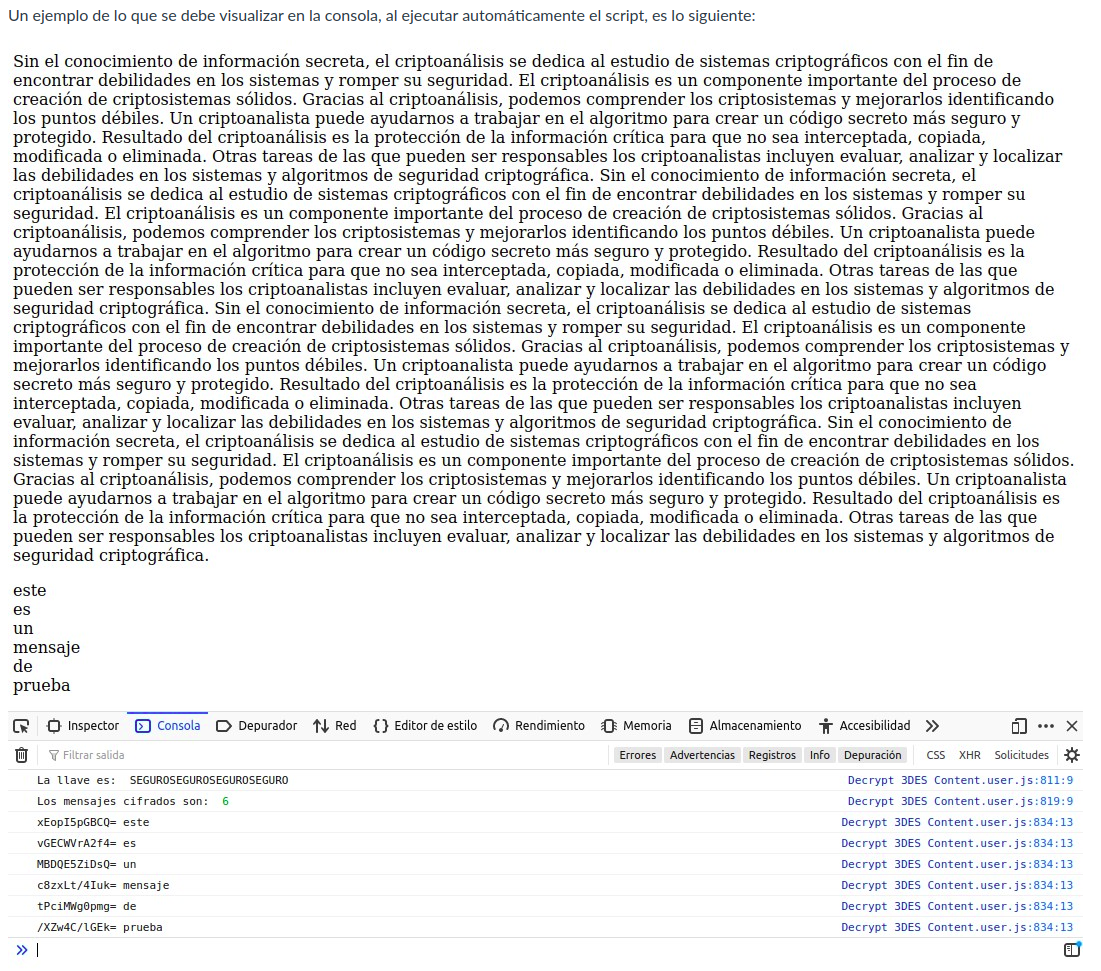 Un ejemplo de lo que se debe visualizar en la consola, al ejecutar automáticamente el script, es lo siguiente:
Sin el conocimiento de información secreta, el criptoanálisis se dedica al estudio de sistemas criptográficos con el fin de
encontrar debilidades en los sistemas y romper su seguridad. El criptoanálisis es un componente importante del proceso de
creación de criptosistemas sólidos. Gracias al criptoanálisis, podemos comprender los criptosistemas y mejorarlos identificando
los puntos débiles. Un criptoanalista puede ayudarnos a trabajar en el algoritmo para crear un código secreto más seguro y
protegido. Resultado del criptoanálisis es la protección de la información crítica para que no sea interceptada, copiada,
modificada o eliminada. Otras tareas de las que pueden ser responsables los criptoanalistas incluyen evaluar, analizar y localizar
las debilidades en los sistemas y algoritmos de seguridad criptográfica. Sin el conocimiento de información secreta, el
criptoanálisis se dedica al estudio de sistemas criptográficos con el fin de encontrar debilidades en los sistemas y romper su
seguridad. El criptoanálisis es un componente importante del proceso de creación de criptosistemas sólidos. Gracias al
criptoanálisis, podemos comprender los criptosistemas y mejorarlos identificando los puntos débiles. Un criptoanalista puede
ayudarnos a trabajar en el algoritmo para crear un código secreto más seguro y protegido. Resultado del criptoanálisis es la
protección de la información crítica para que no sea interceptada, copiada, modificada o eliminada. Otras tareas de las que
pueden ser responsables los criptoanalistas incluyen evaluar, analizar y localizar las debilidades en los sistemas y algoritmos de
seguridad criptográfica. Sin el conocimiento de información secreta, el criptoanálisis se dedica al estudio de sistemas
criptográficos con el fin de encontrar debilidades en los sistemas y romper su seguridad. El criptoanálisis es un componente
importante del proceso de creación de criptosistemas sólidos. Gracias al criptoanálisis, podemos comprender los criptosistemas y
mejorarlos identificando los puntos débiles. Un criptoanalista puede ayudarnos a trabajar en el algoritmo para crear un código
secreto más seguro y protegido. Resultado del criptoanálisis es la protección de la información crítica para que no sea
interceptada, copiada, modificada o eliminada. Otras tareas de las que pueden ser responsables los criptoanalistas incluyen
evaluar, analizar y localizar las debilidades en los sistemas y algoritmos de seguridad criptográfica. Sin el conocimiento de
información secreta, el criptoanálisis se dedica al estudio de sistemas criptográficos con el fin de encontrar debilidades en los
sistemas y romper su seguridad. El criptoanálisis es un componente importante del proceso de creación de criptosistemas sólidos.
Gracias al criptoanálisis, podemos comprender los criptosistemas y mejorarlos identificando los puntos débiles. Un criptoanalista
puede ayudarnos a trabajar en el algoritmo para crear un código secreto más seguro y protegido. Resultado del criptoanálisis es
la protección de la información crítica para que no sea interceptada, copiada, modificada o eliminada. Otras tareas de las que
pueden ser responsables los criptoanalistas incluyen evaluar, analizar y localizar las debilidades en los sistemas y algoritmos de
seguridad criptográfica.
este
es
un
mensaje
de
prueba
Inspector Consola Depurador Red Editor de estilo Rendimiento Memoria Almacenamiento Accesibilidad
Filtrar salida Errores Advertencias Registros Info Depuración CSS XHR Solicitudes
La llave es: SEGUROSEGUROSEGUROSEGURO Decrypt 3DES Content.user.js:811:9
Los mensajes cifrados son: 6 Decrypt 3DES Content.user.js:819:9
xEopI5pGBCQ= este Decrypt 3DES Content.user.js:834:13
vGECWVrA2f4= es Decrypt 3DES Content.user.js:834:13
MBDQE5ZiDsQ= un Decrypt 3DES Content.user.js:834:13
c8zxLt/4Iuk= mensaje Decrypt 3DES Content.user.js:834:13
tPciMWg0pmg= de Decrypt 3DES Content.user.js:834:13
/XZw4C/lGEk= prueba Decrypt 3DES Content.user.js:834:13